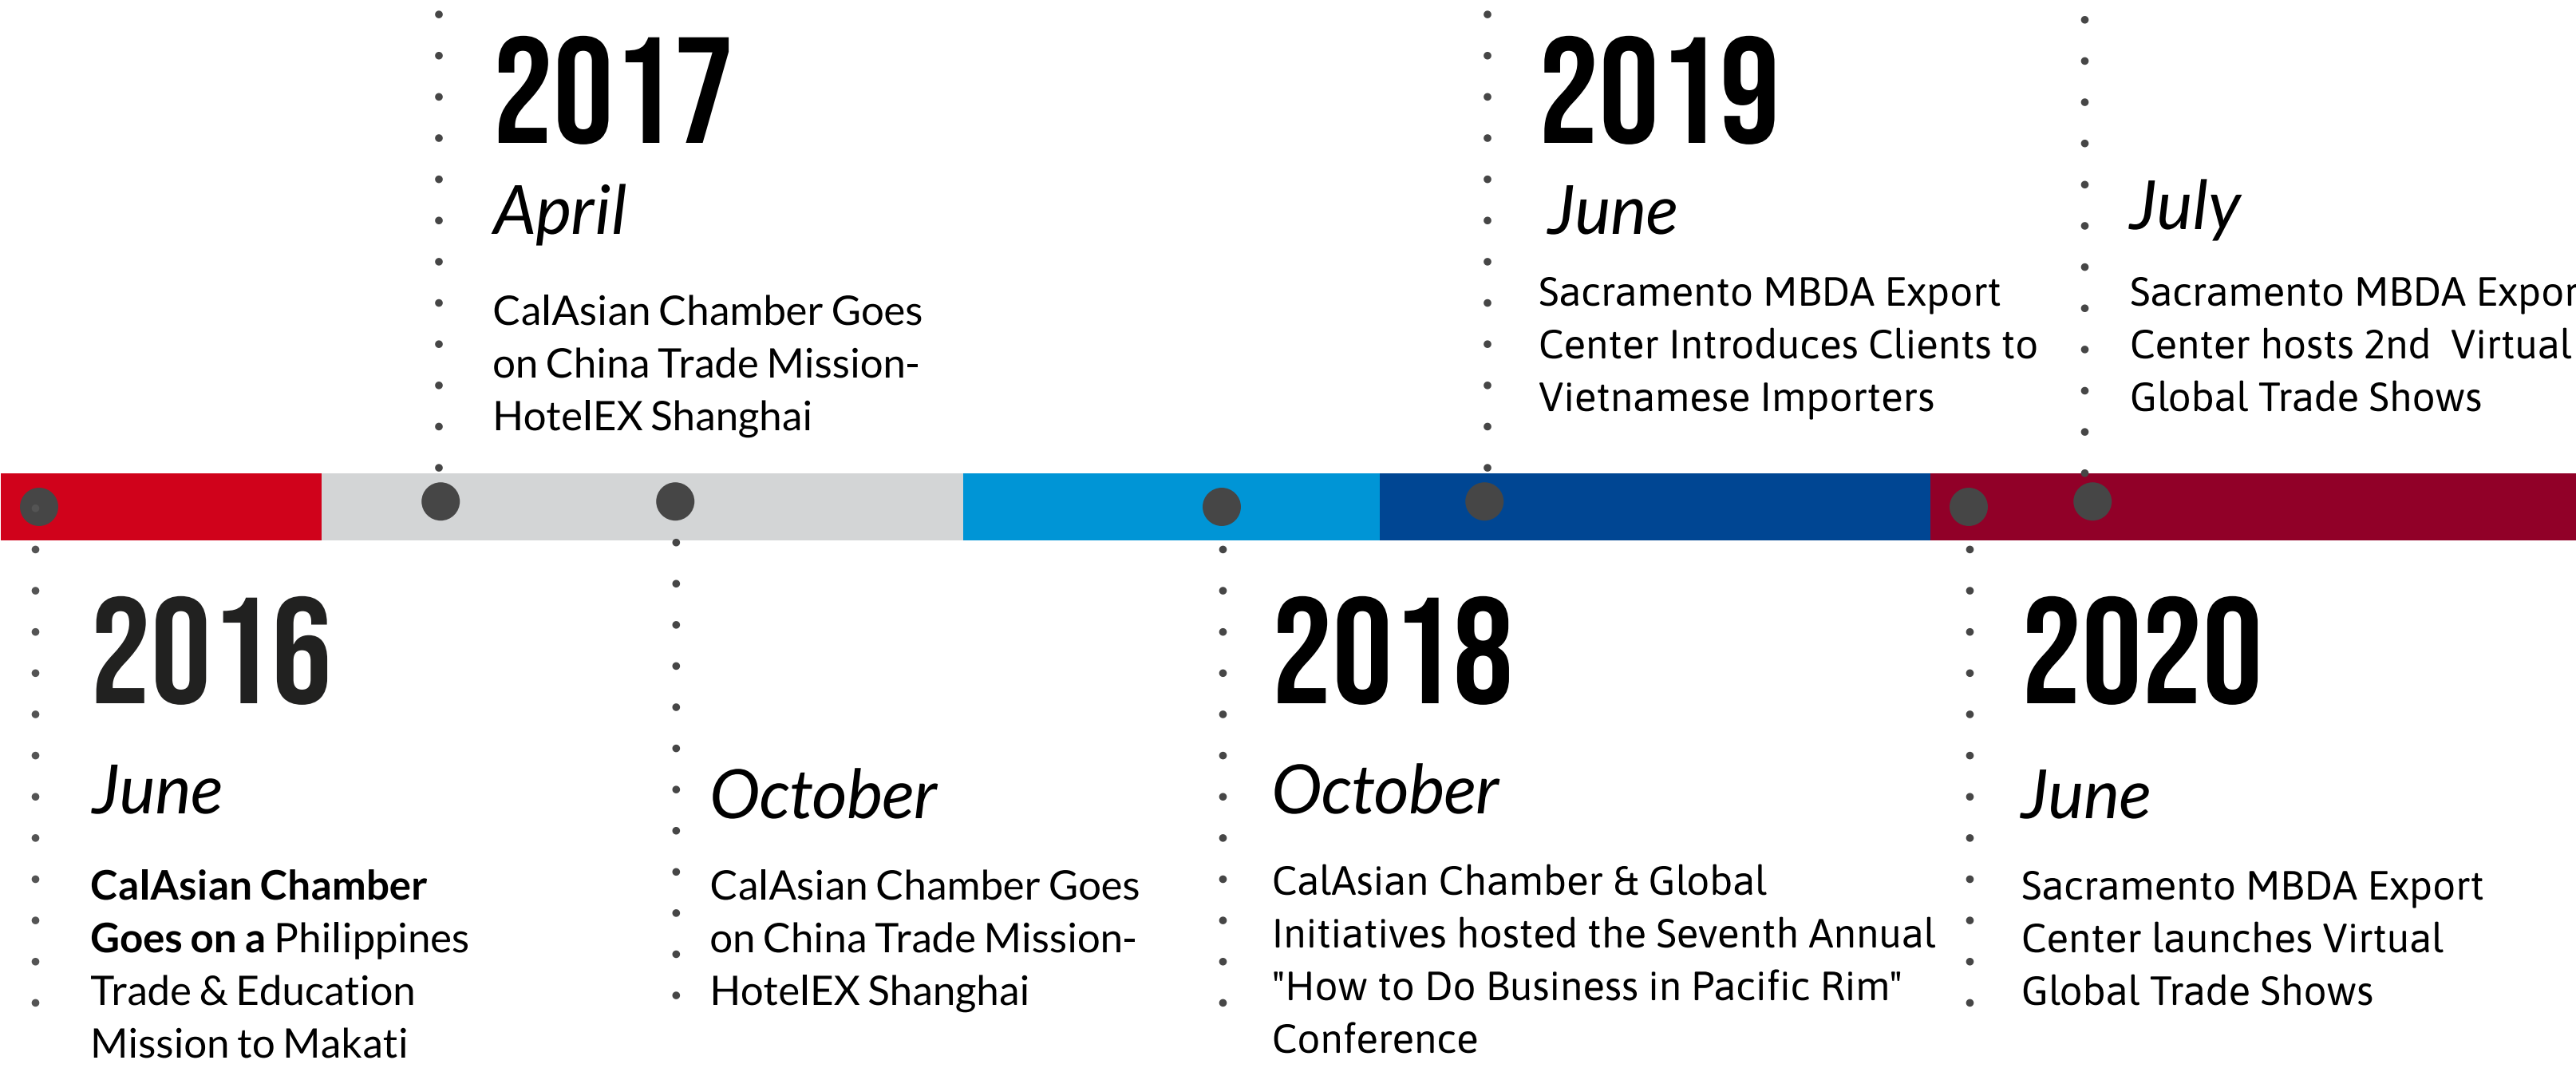 2016
June
CalAsian Chamber
Goes on a Philippines
Trade & Education
Mission to Makati
2017
April
CalAsian Chamber Goes
on China Trade Mission-
HotelEX Shanghai
October
CalAsian Chamber Goes
on China Trade Mission-
HotelEX Shanghai
2018
October
CalAsian Chamber & Global
Initiatives hosted the Seventh Annual
"How to Do Business in Pacific Rim"
Conference
2019
June
Sacramento MBDA Export
Center Introduces Clients to
Vietnamese Importers
2020
June
Sacramento MBDA Export
Center launches Virtual
Global Trade Shows
July
Sacramento MBDA Expor
Center hosts 2nd  Virtual
Global Trade Shows